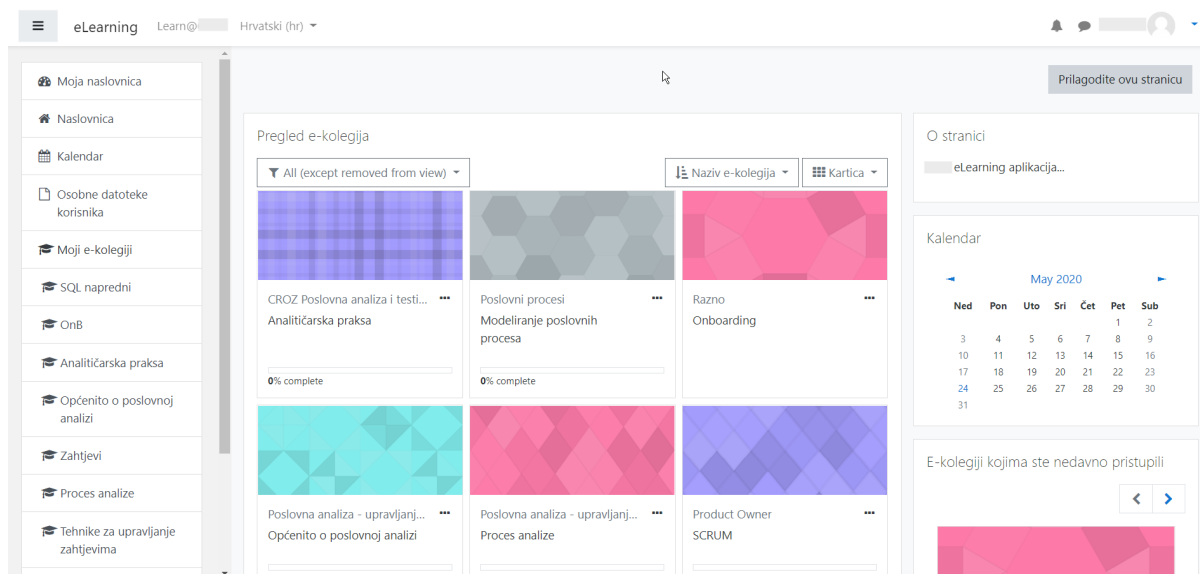 eLearning
Learn@
Hrvatski (hr)
Moja naslovnica
Naslovnica
Kalendar
Osobne datoteke
korisnika
Moji e-kolegiji
SQL napredni
OnB
Analitičarska praksa
Općenito o poslovnoj
analizi
Zahtjevi
Proces analize
Tehnike za upravljanje
zahtjevima
Prilagodite ovu stranicu
Pregled e-kolegija
All (except removed from view)
Naziv e-kolegija
Kartica
CROZ Poslovna analiza i testi...
Analitičarska praksa
0% complete
Poslovni procesi
Modeliranje poslovnih
procesa
0% complete
Razno
Onboarding
Poslovna analiza - upravljanj...
Općenito o poslovnoj analizi
Poslovna analiza - upravljanj...
Proces analize
Product Owner
SCRUM
O stranici
eLearning aplikacija...
Kalendar
May 2020
Ned Pon Uto Sri Čet Pet Sub
1 2
3 4 5 6 7 8 9
10 11 12 13 14 15 16
17 18 19 20 21 22 23
24 25 26 27 28 29 30
31
E-kolegiji kojima ste nedavno pristupili